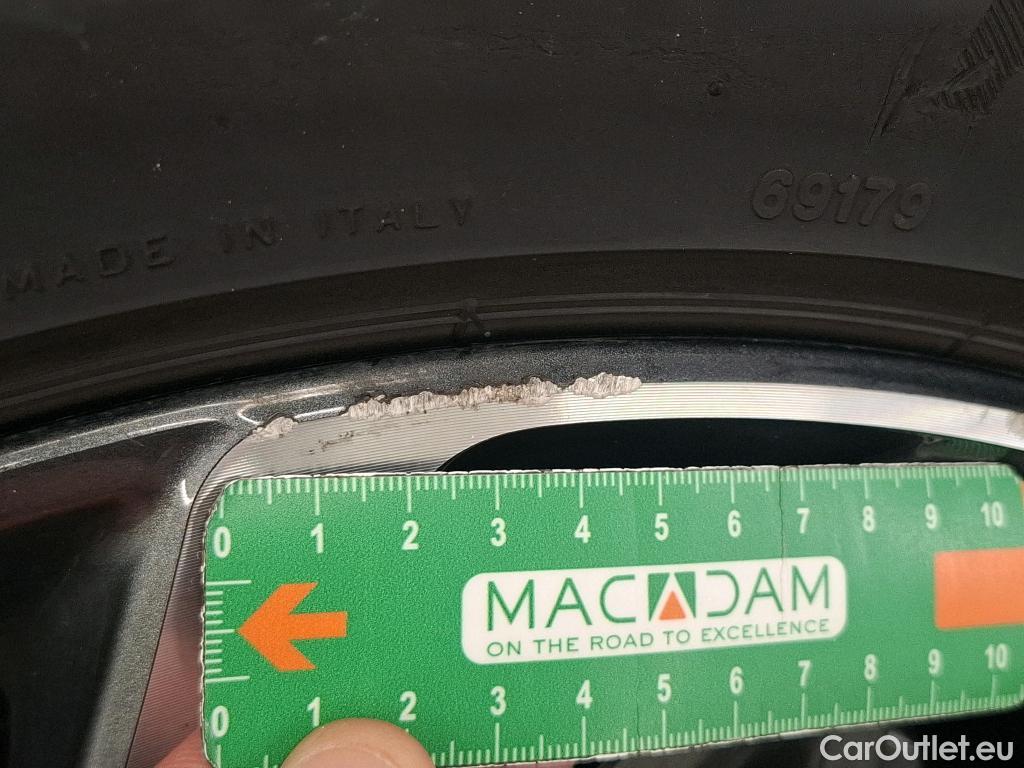 69179
MADE IN ITALY
0 1 2 3 4 5 6 7 8 9 10
MACADAM
ON THE ROAD TO EXCELLENCE
0 1 2 3 4 5 6 7 8 9 10
CarOutlet.eu